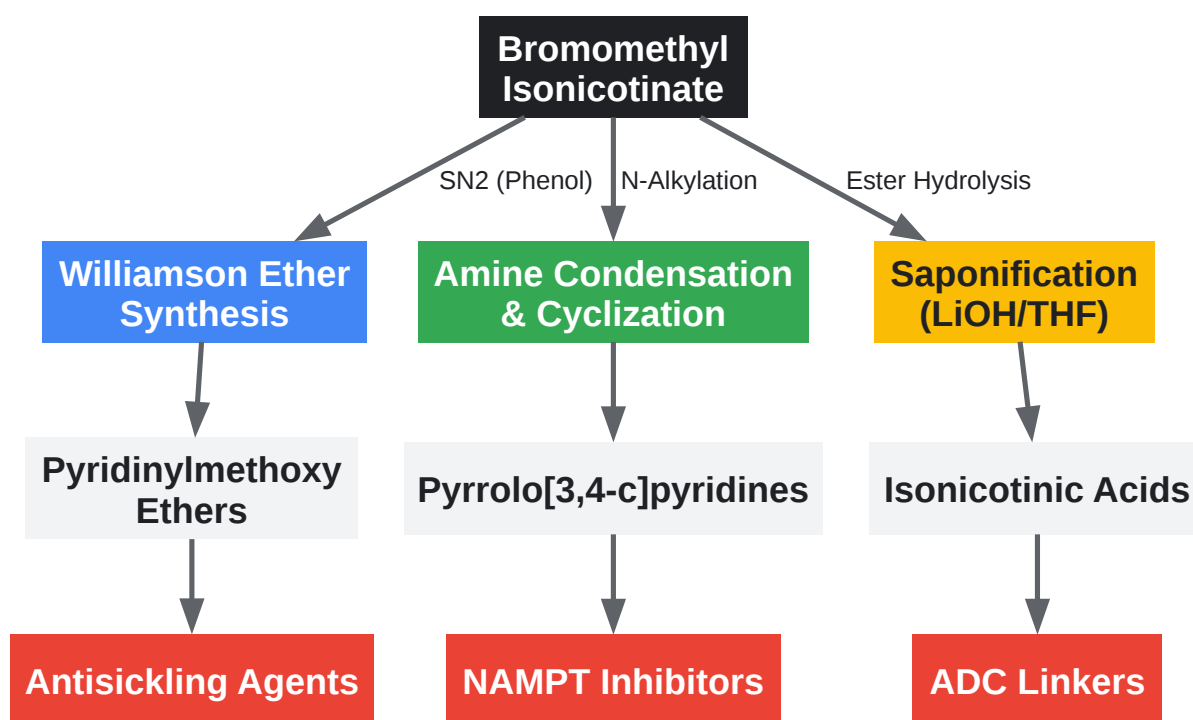 Bromomethyl
Isonicotinate
SN2 (Phenol)
N-Alkylation
Ester Hydrolysis
Williamson Ether
Synthesis
Amine Condensation
& Cyclization
Saponification
(LiOH/THF)
Pyridinylmethoxy
Ethers
Pyrrolo[3,4-c]pyridines
Isonicotinic Acids
Antisickling Agents
NAMPT Inhibitors
ADC Linkers